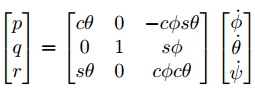 [p] = [cθ 0 −cϕsθ] [ϕ̇]
[q] [0 1 sϕ] [θ̇]
[r] [sθ 0 cϕcθ] [ψ̇]